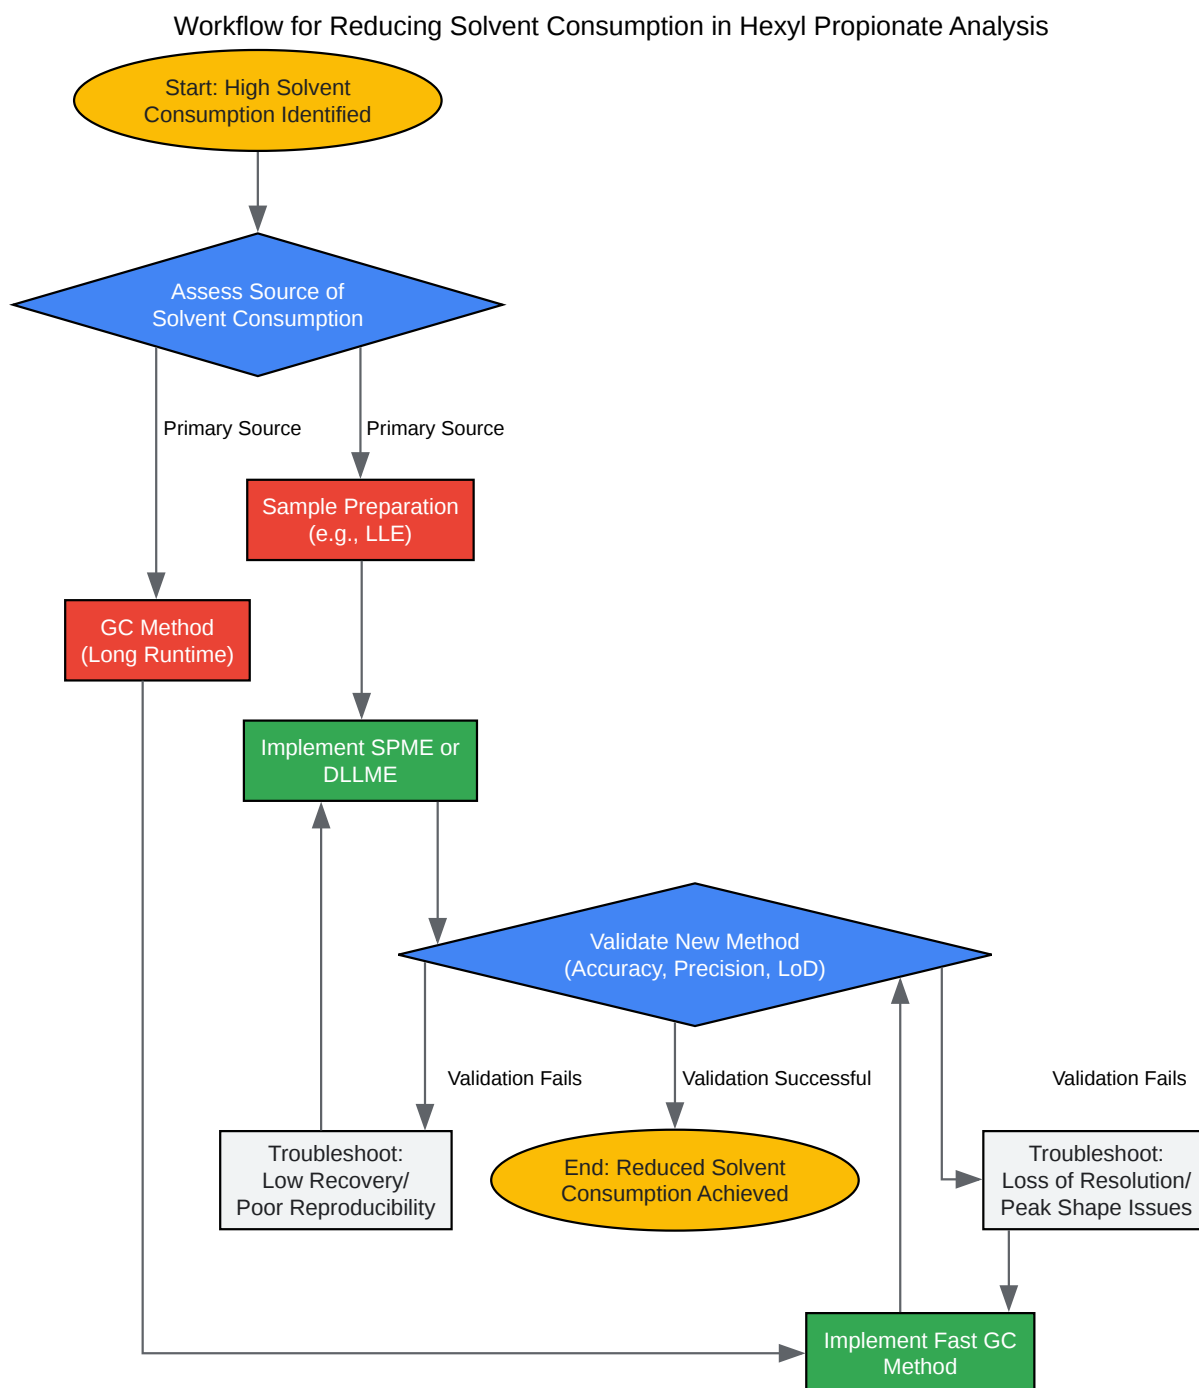 Workflow for Reducing Solvent Consumption in Hexyl Propionate Analysis
Start: High Solvent
Consumption Identified
Assess Source of
Solvent Consumption
Primary Source
Primary Source
Sample Preparation
(e.g., LLE)
GC Method
(Long Runtime)
Implement SPME or
DLLME
Validate New Method
(Accuracy, Precision, LoD)
Validation Fails
Validation Successful
Validation Fails
Troubleshoot:
Low Recovery/
Poor Reproducibility
End: Reduced Solvent
Consumption Achieved
Troubleshoot:
Loss of Resolution/
Peak Shape Issues
Implement Fast GC
Method